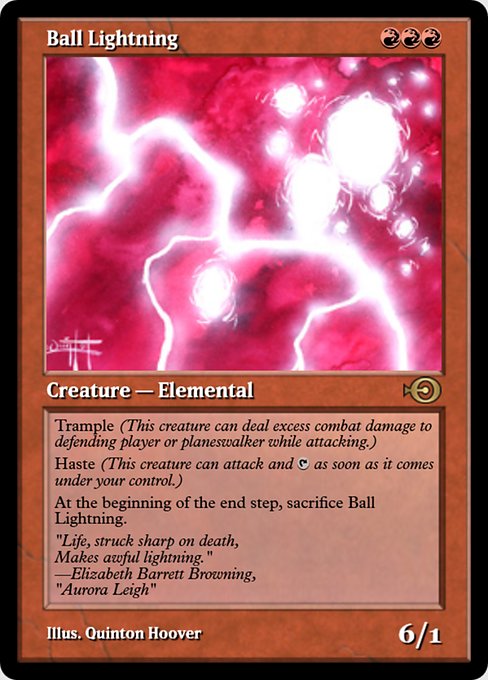 Ball Lightning
Creature — Elemental
Trample (This creature can deal excess combat damage to
defending player or planeswalker while attacking.)
Haste (This creature can attack and as soon as it comes
under your control.)
At the beginning of the end step, sacrifice Ball
Lightning.
"Life, struck sharp on death,
Makes awful lightning."
—Elizabeth Barrett Browning,
"Aurora Leigh"
Illus. Quinton Hoover
6/1